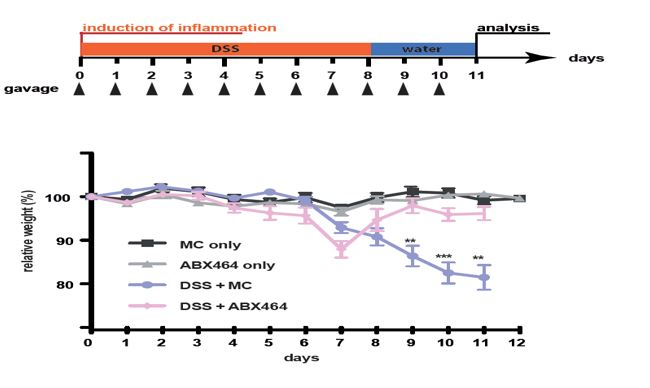 induction of inflammation
analysis
DSS
water
days
0 1 2 3 4 5 6 7 8 9 10 11
gavage
relative weight (%)
100
90
80
MC only
ABX464 only
DSS + MC
DSS + ABX464
**
***
**
0 1 2 3 4 5 6 7 8 9 10 11 12
days